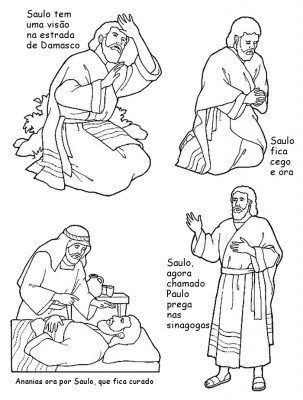 Saulo tem
uma visão
na estrada
de Damasco
Saulo
fica
cego
e ora
Saulo,
agora
chamado
Paulo
prega
nas
sinagogas
Ananias ora por Saulo, que fica curado